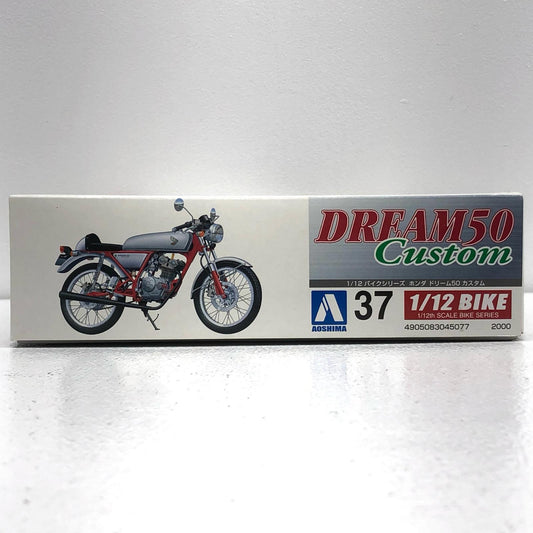 DREAM50
Custom
1/12 バイクシリーズ ホンダ ドリーム50 カスタム
AOSHIMA
37
1/12 BIKE
1/12th SCALE BIKE SERIES
4905083045077
2000